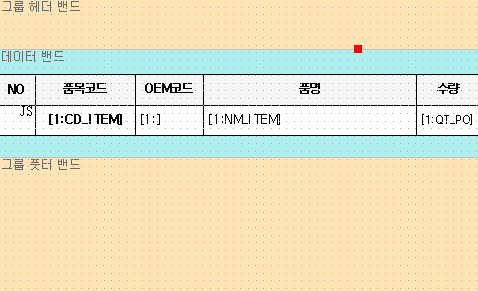 그룹 헤더 밴드
데이터 밴드
NO 품목코드 OEM코드 품명 수량
JS [1:CD_ITEM] [1:] [1:NM_ITEM] [1:QT_PO]
그룹 풋터 밴드